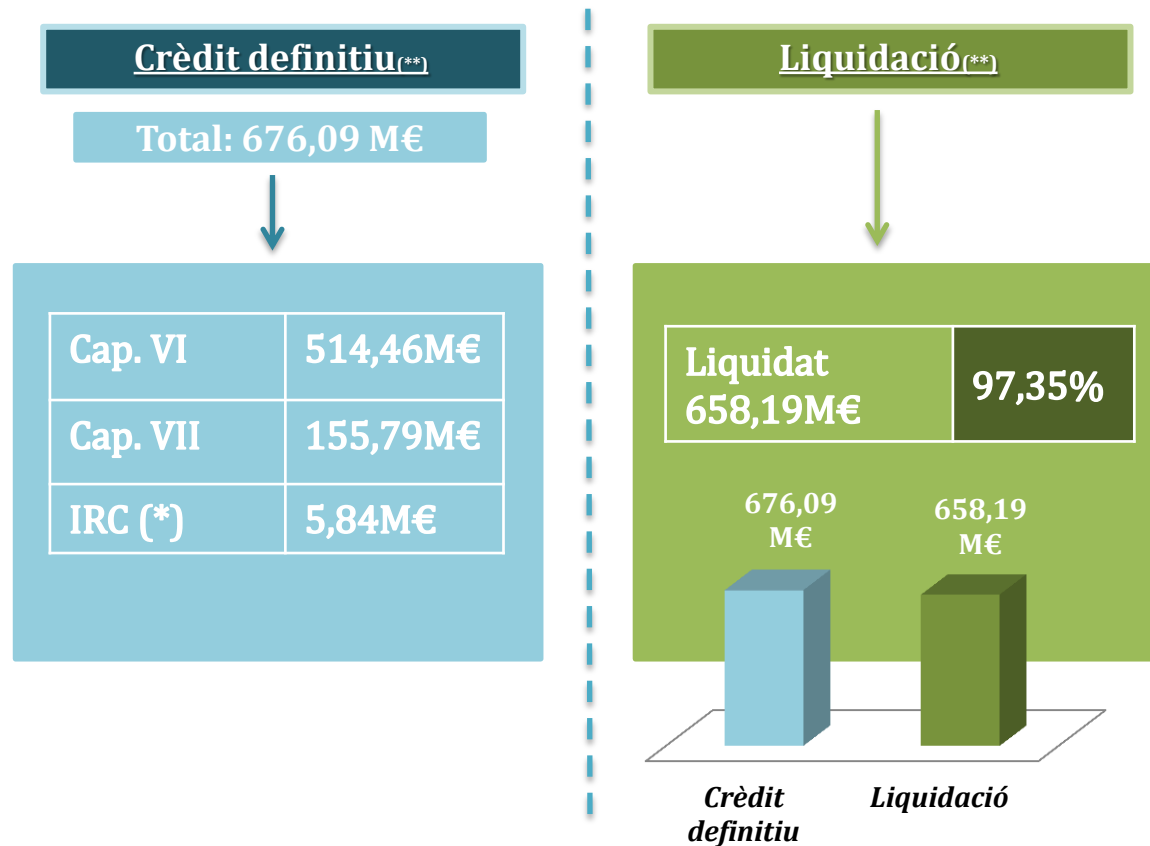 Crèdit definitiu(**)
Total: 676,09 M€
Cap. VI 514,46M€
Cap. VII 155,79M€
IRC (*) 5,84M€
Liquidació(**)
Liquidat
658,19M€
97,35%
676,09
M€
658,19
M€
Crèdit
definitiu
Liquidació